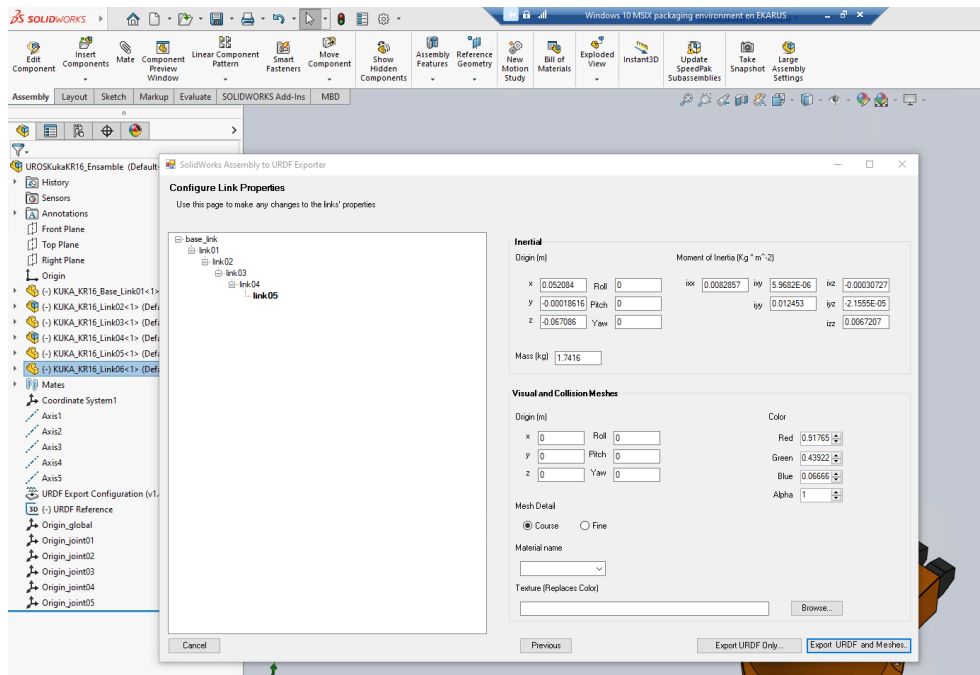 3S SOLIDWORKS
Windows 10 MSIX packaging environment en EKARUS
Edit Component
Insert Components
Mate
Component Preview Window
Linear Component Pattern
Smart Fasteners
Move Component
Show Hidden Components
Assembly Features
Reference Geometry
New Motion Study
Bill of Materials
Exploded View
Instant3D
Update SpeedPak Subassemblies
Take Snapshot
Large Assembly Settings
Assembly Layout Sketch Markup Evaluate SOLIDWORKS Add-Ins MBD
UROSKukaKR16_Ensamble (Default-
History
Sensors
Annotations
Front Plane
Top Plane
Right Plane
Origin
(-) KUKA_KR16_Base_Link01<1>
(-) KUKA_KR16_Link02<1> (Defa
(-) KUKA_KR16_Link03<1> (Defa
(-) KUKA_KR16_Link04<1> (Defa
(-) KUKA_KR16_Link05<1> (Defa
(-) KUKA_KR16_Link06<1> (Defa
Mates
Coordinate System1
Axis1
Axis2
Axis3
Axis4
Axis5
URDF Export Configuration (v1.
3D (-) URDF Reference
Origin_global
Origin_joint01
Origin_joint02
Origin_joint03
Origin_joint04
Origin_joint05
SolidWorks Assembly to URDF Exporter
Configure Link Properties
Use this page to make any changes to the links' properties
base_link
link01
link02
link03
link04
link05
Inertial
Origin (m) Moment of Inertia (Kg * m^-2)
x 0.052084 Roll 0 ixx 0.0082857 ixy 5.9682E-06 ixz -0.00030727
y -0.00018616 Pitch 0 iyy 0.012453 iyz -2.1555E-05
z -0.067086 Yaw 0 izz 0.0067207
Mass (kg) 1.7416
Visual and Collision Meshes
Origin (m) Color
x 0 Roll 0 Red 0.91765
y 0 Pitch 0 Green 0.43922
z 0 Yaw 0 Blue 0.06666
Alpha 1
Mesh Detail
Course Fine
Material name
Texture (Replaces Color)
Browse...
Cancel Previous Export URDF Only... Export URDF and Meshes..